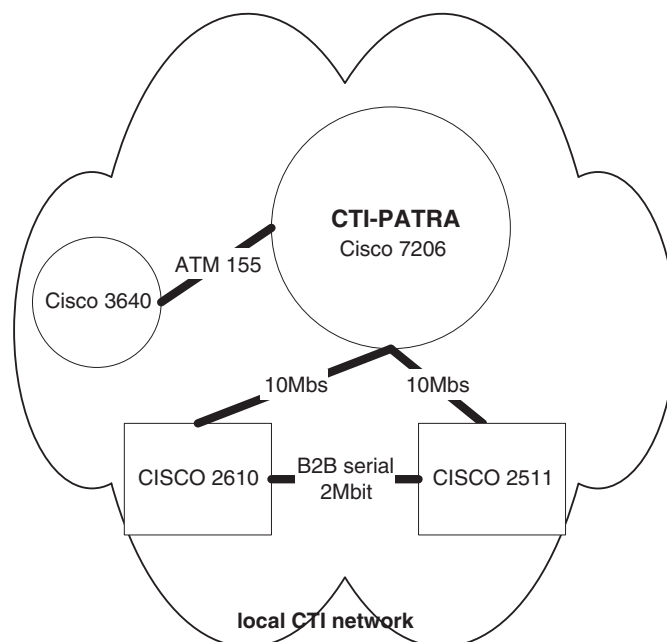 CTI-PATRA
Cisco 7206
ATM 155
Cisco 3640
10Mbs
10Mbs
CISCO 2610
B2B serial
2Mbit
CISCO 2511
local CTI network